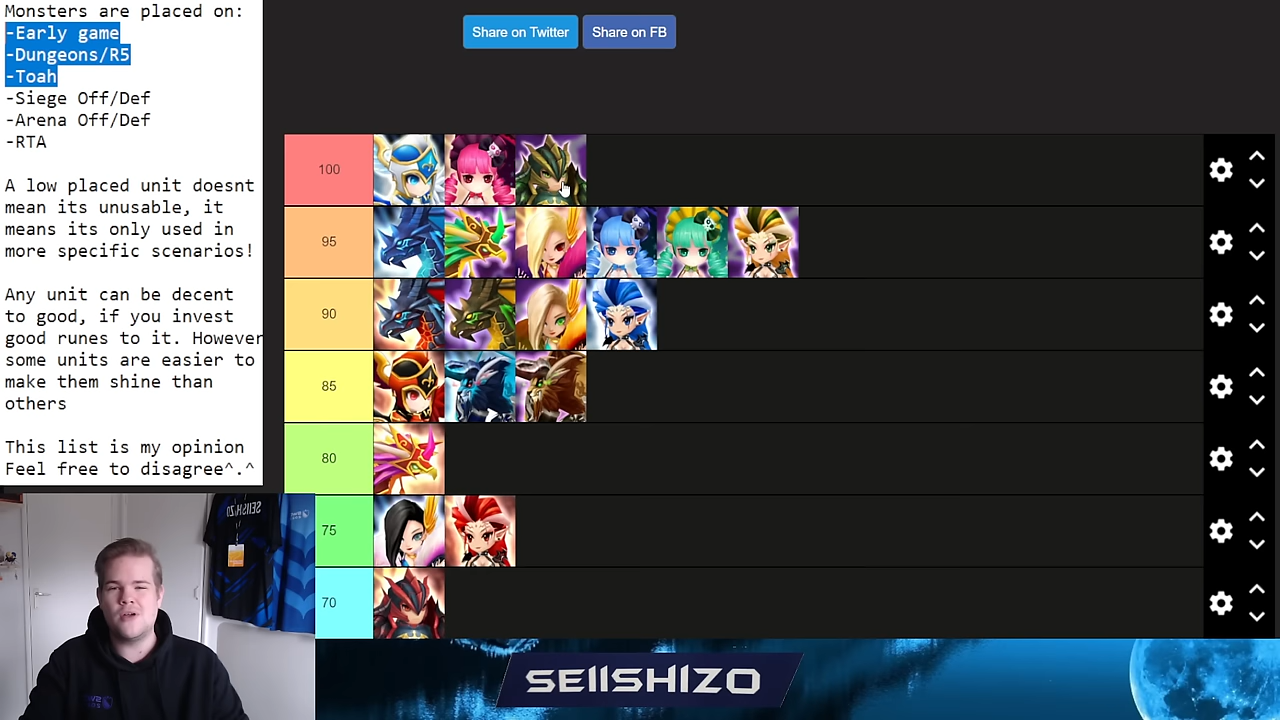 Monsters are placed on:
-Early game
-Dungeons/R5
-Toah
-Siege Off/Def
-Arena Off/Def
-RTA
A low placed unit doesnt
mean its unusable, it
means its only used in
more specific scenarios!
Any unit can be decent
to good, if you invest
good runes to it. However
some units are easier to
make them shine than
others
This list is my opinion
Feel free to disagree^.^
Share on Twitter
Share on FB
100
95
90
85
80
75
70
SEIISHIZO